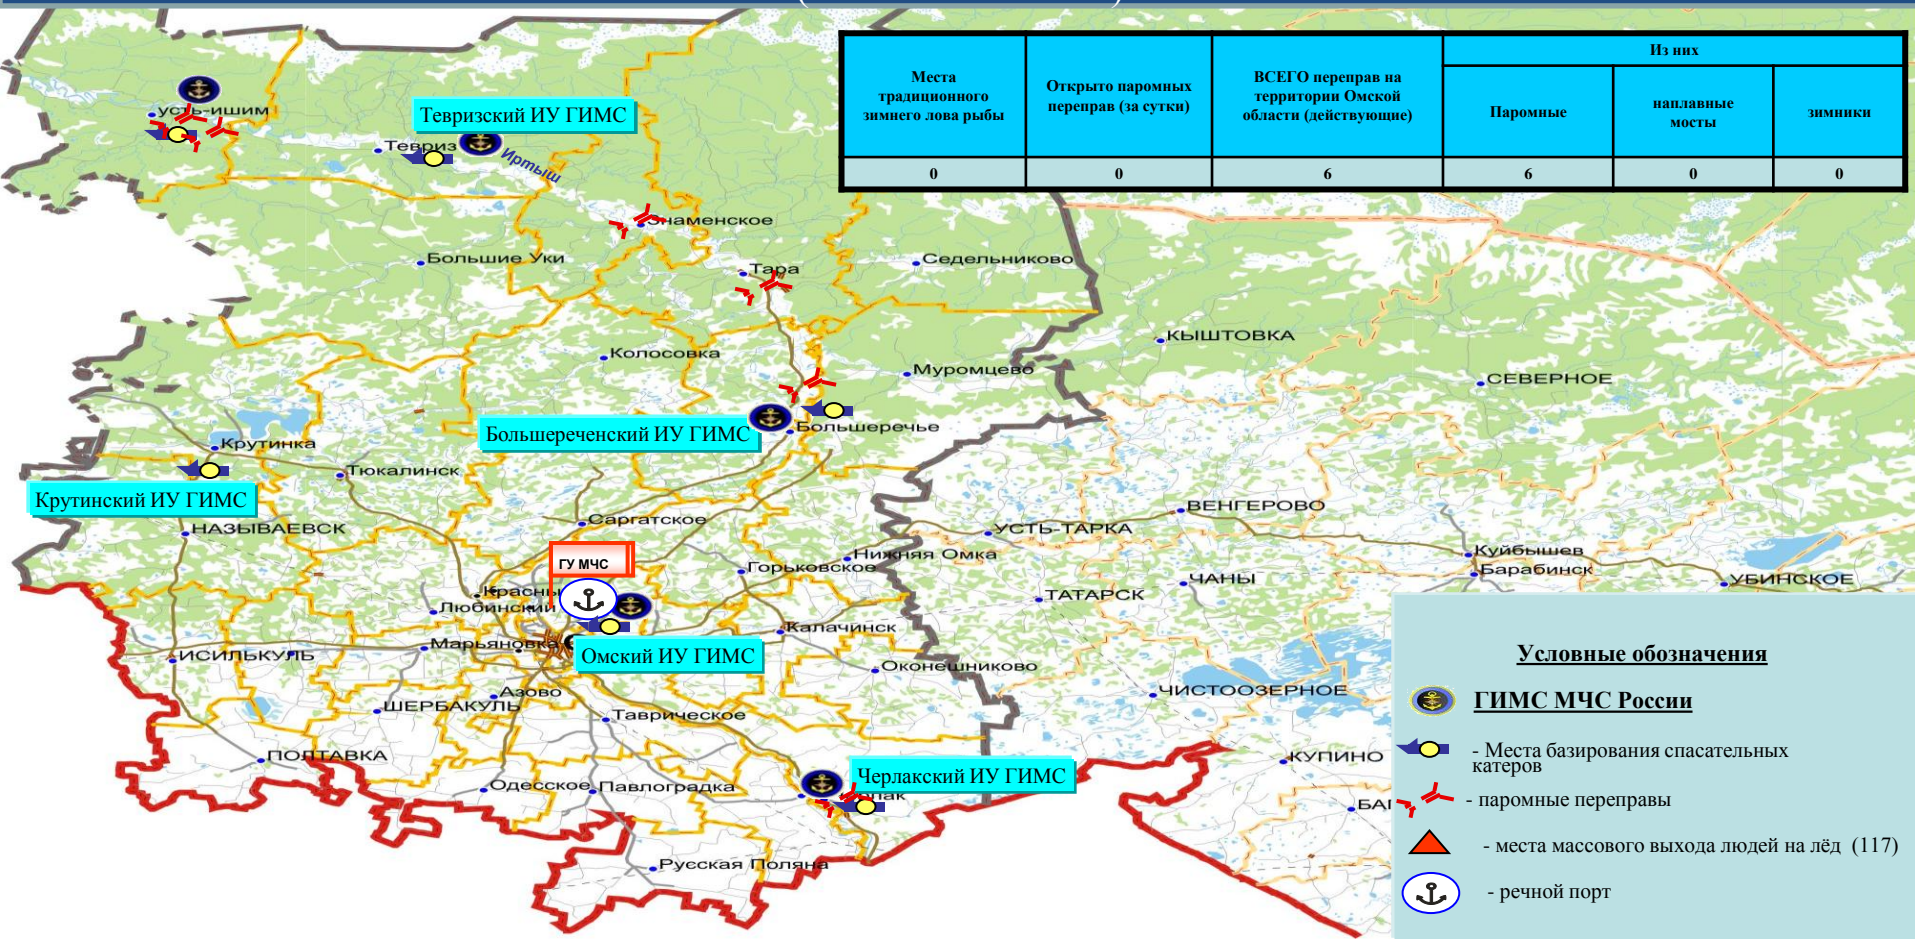 Места
традиционного
зимнего лова рыбы
Открыто паромных
переправ (за сутки)
ВСЕГО переправ на
территории Омской
области (действующие)
Из них
Паромные
наплавные
мосты
зимники
0
0
6
6
0
0
усть-ишим
Тевризский ИУ ГИМС
Тевриз
Иртыш
Знаменское
Большие Уки
Тара
Седельниково
КЫШТОВКА
Колосовка
Муромцево
СЕВЕРНОЕ
Большереченский ИУ ГИМС
Большеречье
Крутинка
Тюкалинск
Крутинский ИУ ГИМС
НАЗЫВАЕВСК
Саргатское
УСТЬ-ТАРКА
ВЕНГЕРОВО
Нижняя Омка
Куйбышев
Барабинск
ГУ МЧС
Горьковское
ЧАНЫ
УБИНСКОЕ
Красны
Любинский
ТАТАРСК
Марьяновка
Калачинск
ИСИЛЬКУЛЬ
Омский ИУ ГИМС
Оконешниково
Азово
ЧИСТООЗЕРНОЕ
ШЕРБАКУЛЬ
Таврическое
ПОЛТАВКА
КУПИНО
Одесское
Павлоградка
Черлакский ИУ ГИМС
лак
БАГ
Русская Поляна
Условные обозначения
ГИМС МЧС России
- Места базирования спасательных
катеров
- паромные переправы
- места массового выхода людей на лёд (117)
- речной порт